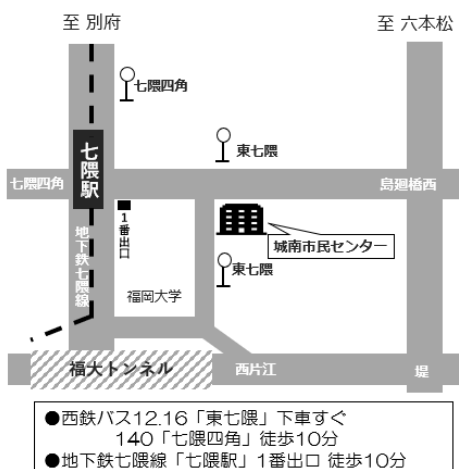 至 別府
至 六本松
七隈四角
東七隈
七隈駅
七隈四角
島廻橋西
1番出口
地下鉄七隈線
城南市民センター
東七隈
福岡大学
福大トンネル
西片江
堤
●西鉄バス12.16「東七隈」下車すぐ
140「七隈四角」徒歩10分
●地下鉄七隈線「七隈駅」1番出口 徒歩10分